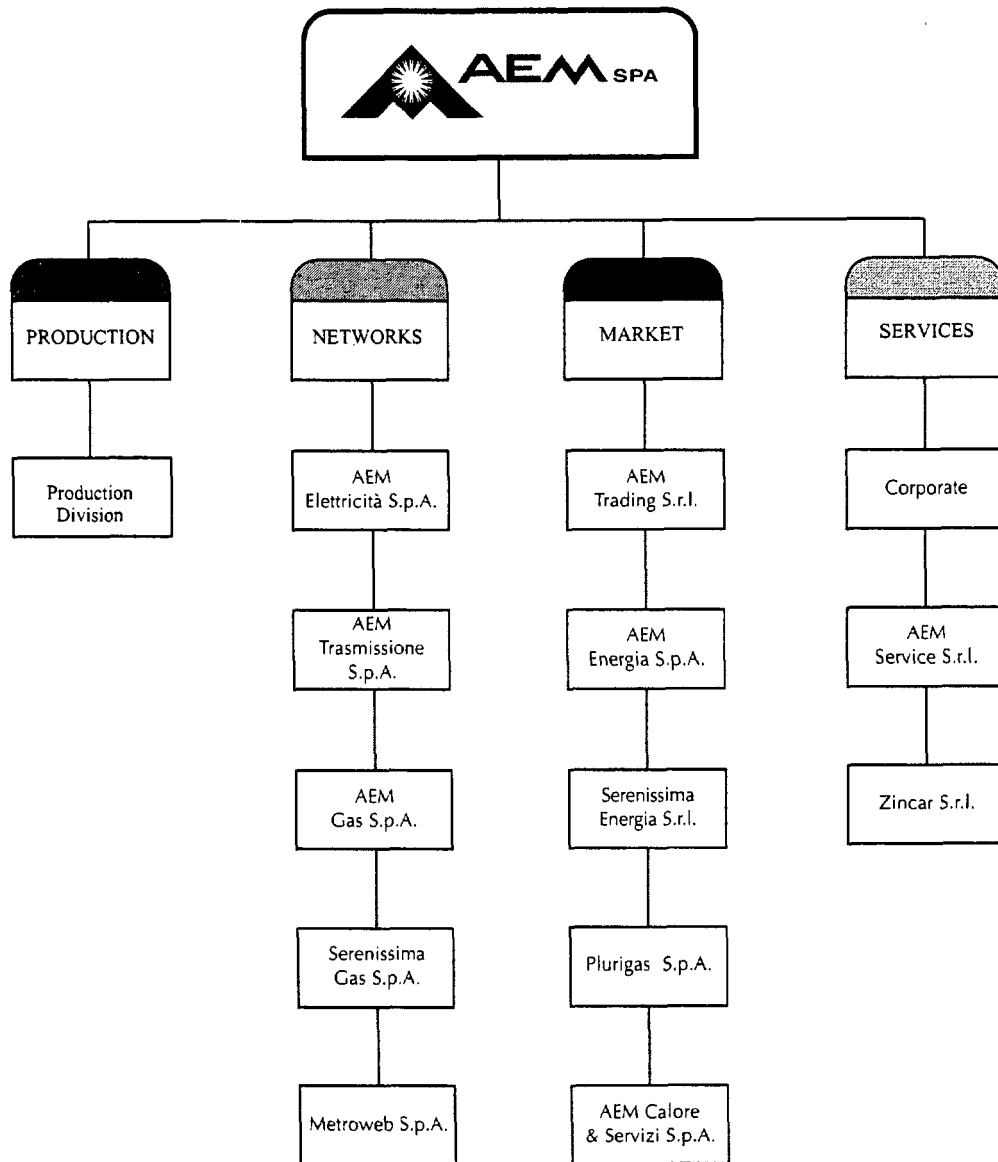 AEM SPA
PRODUCTION
NETWORKS
MARKET
SERVICES
Production
Division
AEM
Elettricità S.p.A.
AEM
Trasmissione
S.p.A.
AEM
Gas S.p.A.
Serenissima
Gas S.p.A.
Metroweb S.p.A.
AEM
Trading S.r.l.
AEM
Energia S.p.A.
Serenissima
Energia S.r.l.
Plurigas S.p.A.
AEM Calore
& Servizi S.p.A.
Corporate
AEM
Service S.r.l.
Zincar S.r.l.